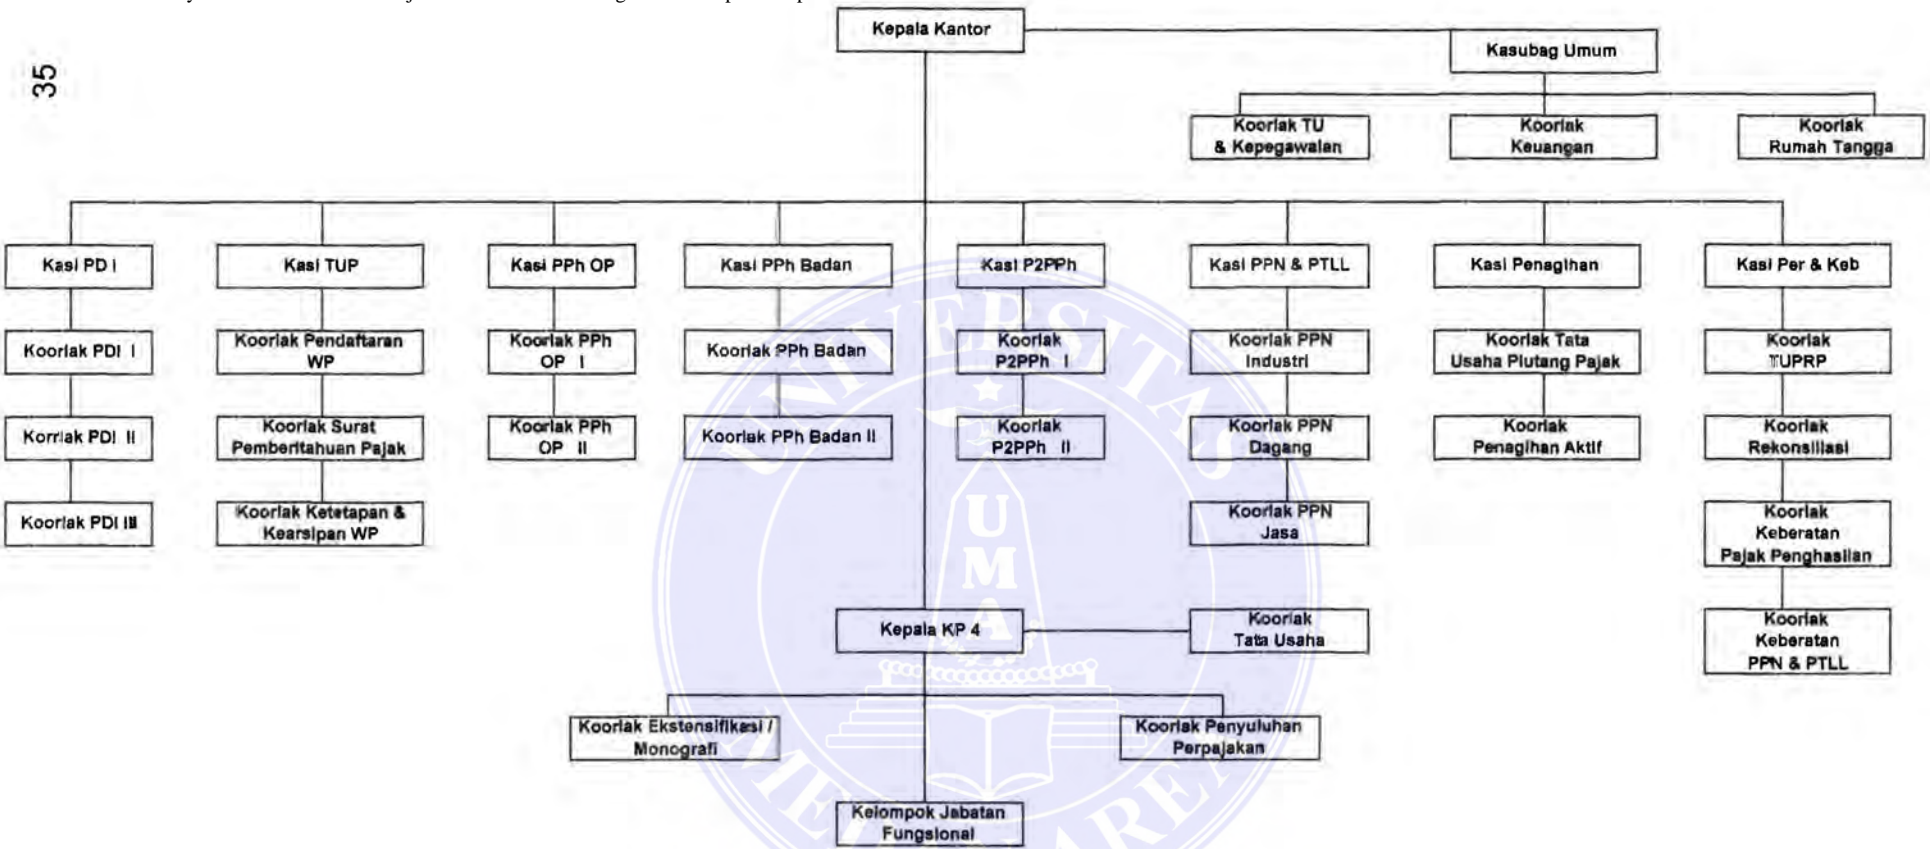 35
Kepala Kantor
Kasubag Umum
Koorlak TU
& Kepegawaian
Koorlak
Keuangan
Koorlak
Rumah Tangga
Kasi PD I
Kasi TUP
Kasi PPh OP
Kasi PPh Badan
Kasi P2PPh
Kasi PPN & PTLL
Kasi Penagihan
Kasi Per & Keb
Koorlak PDI I
Koorlak Pendaftaran
WP
Koorlak PPh
OP I
Koorlak PPh Badan
Koorlak
P2PPh I
Koorlak PPN
Industri
Koorlak Tata
Usaha Piutang Pajak
Koorlak
TUPRP
Korrlak PDI II
Koorlak Surat
Pemberitahuan Pajak
Koorlak PPh
OP II
Koorlak PPh Badan II
Koorlak
P2PPh II
Koorlak PPN
Dagang
Koorlak
Penagihan Aktif
Koorlak
Rekonsiliasi
Koorlak PDI III
Koorlak Ketetapan &
Kearsipan WP
Koorlak PPN
Jasa
Koorlak
Keberatan
Pajak Penghasilan
Kepala KP 4
Koorlak
Tata Usaha
Koorlak
Keberatan
PPN & PTLL
Koorlak Ekstensifikasi /
Monografi
Koorlak Penyuluhan
Perpajakan
Kelompok Jabatan
Fungsional
UNIVERSITAS
UMA